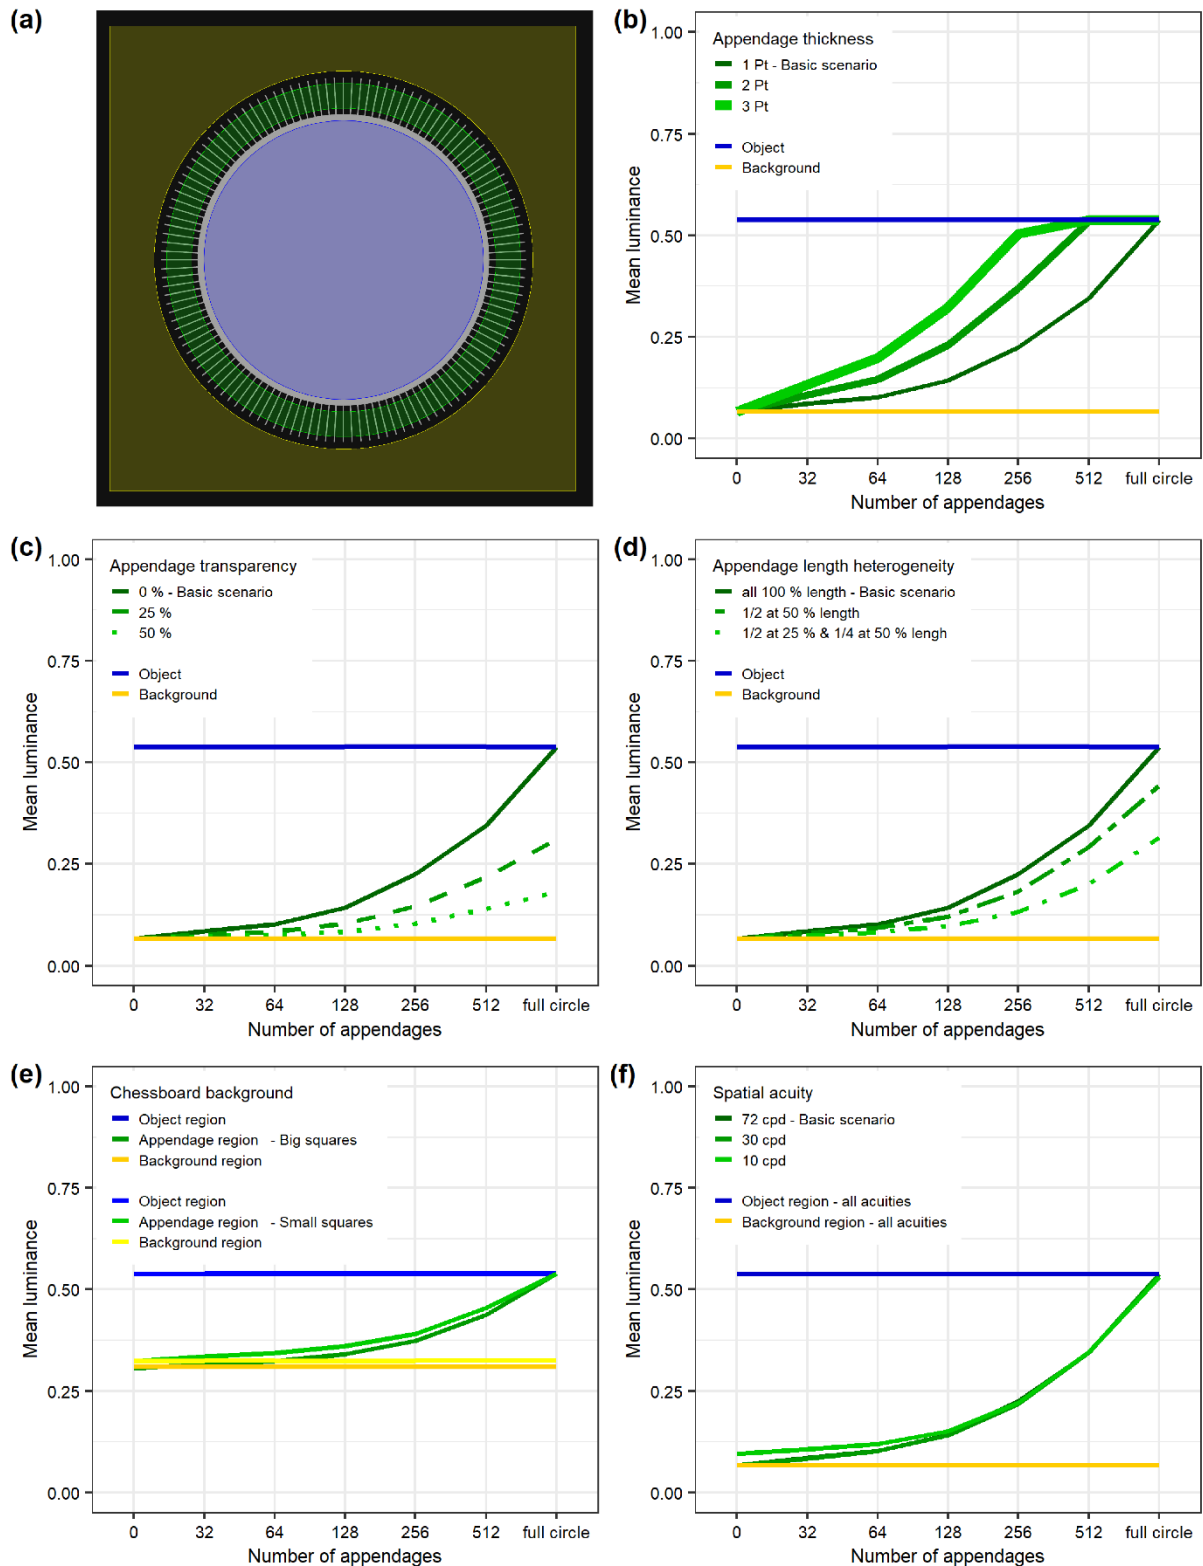 (a)
(b)
1.00
0.75
0.50
0.25
0.00
Mean luminance
Appendage thickness
1 Pt - Basic scenario
2 Pt
3 Pt
Object
Background
0 32 64 128 256 512 full circle
Number of appendages
(c)
1.00
0.75
0.50
0.25
0.00
Mean luminance
Appendage transparency
0 % - Basic scenario
25 %
50 %
Object
Background
0 32 64 128 256 512 full circle
Number of appendages
(d)
1.00
0.75
0.50
0.25
0.00
Mean luminance
Appendage length heterogeneity
all 100 % length - Basic scenario
1/2 at 50 % length
1/2 at 25 % & 1/4 at 50 % lengh
Object
Background
0 32 64 128 256 512 full circle
Number of appendages
(e)
1.00
0.75
0.50
0.25
0.00
Mean luminance
Chessboard background
Object region
Appendage region - Big squares
Background region
Object region
Appendage region - Small squares
Background region
0 32 64 128 256 512 full circle
Number of appendages
(f)
1.00
0.75
0.50
0.25
0.00
Mean luminance
Spatial acuity
72 cpd - Basic scenario
30 cpd
10 cpd
Object region - all acuities
Background region - all acuities
0 32 64 128 256 512 full circle
Number of appendages